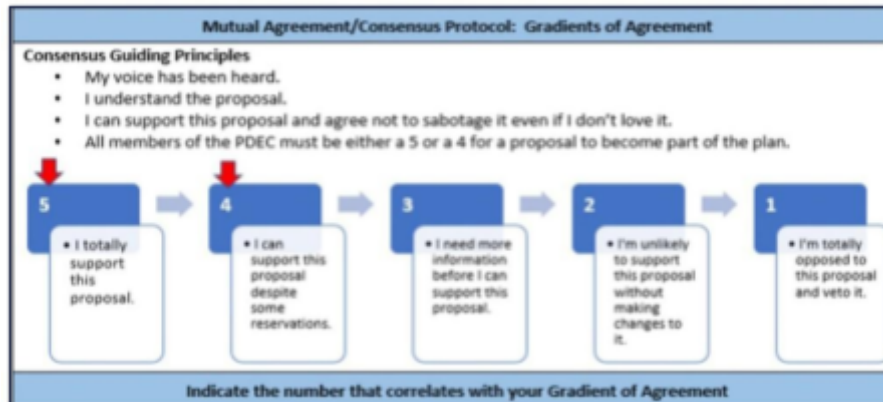 Mutual Agreement/Consensus Protocol: Gradients of Agreement
Consensus Guiding Principles
• My voice has been heard.
• I understand the proposal.
• I can support this proposal and agree not to sabotage it even if I don't love it.
• All members of the PDEC must be either a 5 or a 4 for a proposal to become part of the plan.
5
• I totally
support
this
proposal.
4
• I can
support this
proposal
despite
some
reservations.
3
• I need more
information
before I can
support this
proposal.
2
• I'm unlikely
to support
this proposal
without
making
changes to
it.
1
• I'm totally
opposed to
this proposal
and veto it.
Indicate the number that correlates with your Gradient of Agreement